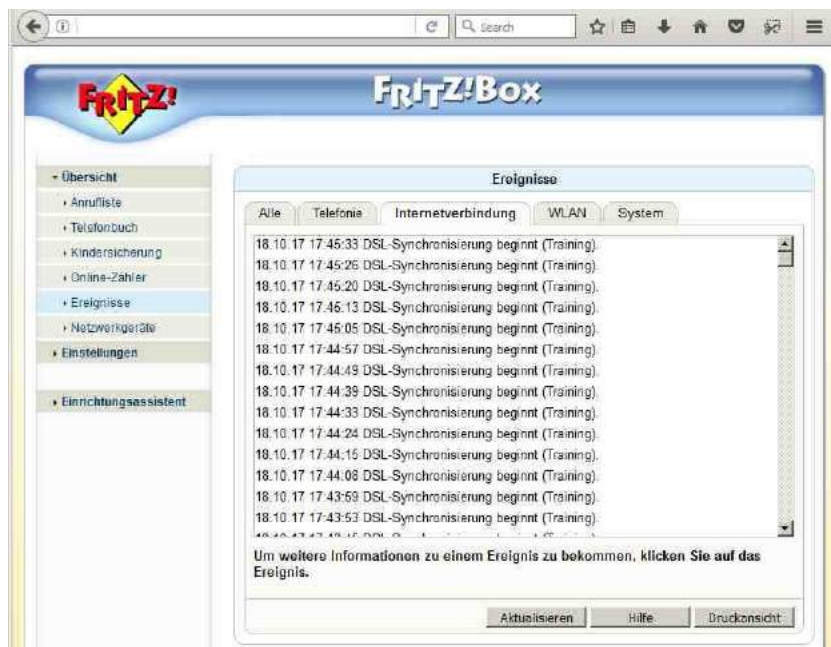 Search
FRITZ!
FRITZ!Box
Übersicht
Anrufliste
Telefonbuch
Kindersicherung
Online-Zähler
Ereignisse
Netzwerkgeräte
Einstellungen
Einrichtungsassistent
Ereignisse
Alle Telefonie Internetverbindung WLAN System
18.10.17 17:45:33 DSL-Synchronisierung beginnt (Training).
18.10.17 17:45:26 DSL-Synchronisierung beginnt (Training).
18.10.17 17:45:20 DSL-Synchronisierung beginnt (Training).
18.10.17 17:45:13 DSL-Synchronisierung beginnt (Training).
18.10.17 17:45:05 DSL-Synchronisierung beginnt (Training).
18.10.17 17:44:57 DSL-Synchronisierung beginnt (Training).
18.10.17 17:44:49 DSL-Synchronisierung beginnt (Training).
18.10.17 17:44:39 DSL-Synchronisierung beginnt (Training).
18.10.17 17:44:33 DSL-Synchronisierung beginnt (Training).
18.10.17 17:44:24 DSL-Synchronisierung beginnt (Training).
18.10.17 17:44:15 DSL-Synchronisierung beginnt (Training).
18.10.17 17:44:08 DSL-Synchronisierung beginnt (Training).
18.10.17 17:43:59 DSL-Synchronisierung beginnt (Training).
18.10.17 17:43:53 DSL-Synchronisierung beginnt (Training).
Um weitere Informationen zu einem Ereignis zu bekommen, klicken Sie auf das
Ereignis.
Aktualisieren Hilfe Druckansicht